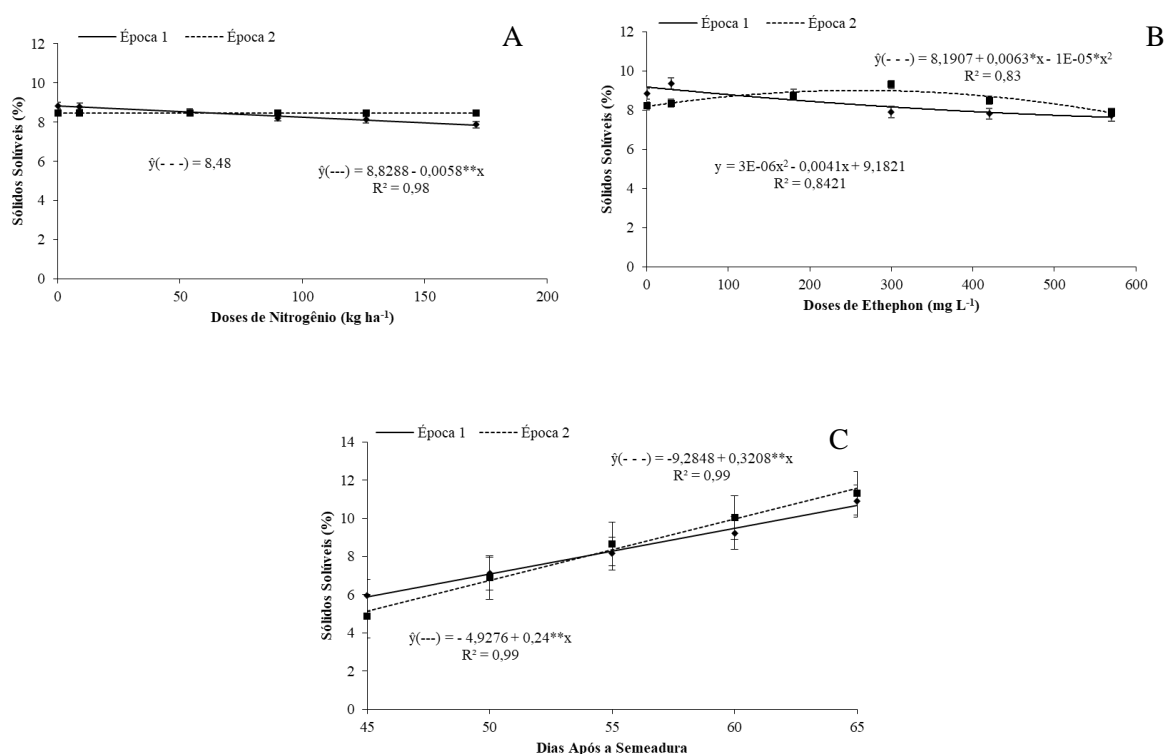 Época 1 Época 2
A
Sólidos Solúveis (%)
12
10
8
6
4
2
0
ŷ(- - -) = 8,48
ŷ(---) = 8,8288 - 0,0058**x
R² = 0,98
0 50 100 150 200
Doses de Nitrogênio (kg ha⁻¹)
Época 1 Época 2
B
Sólidos Solúveis (%)
12
10
8
6
4
2
0
ŷ(- - -) = 8,1907 + 0,0063*x - 1E-05*x²
R² = 0,83
y = 3E-06x² - 0,0041x + 9,1821
R² = 0,8421
0 100 200 300 400 500 600
Doses de Ethephon (mg L⁻¹)
Época 1 Época 2
C
Sólidos Solúveis (%)
14
12
10
8
6
4
2
0
ŷ(- - -) = -9,2848 + 0,3208**x
R² = 0,99
ŷ(---) = - 4,9276 + 0,24**x
R² = 0,99
45 50 55 60 65
Dias Após a Semeadura